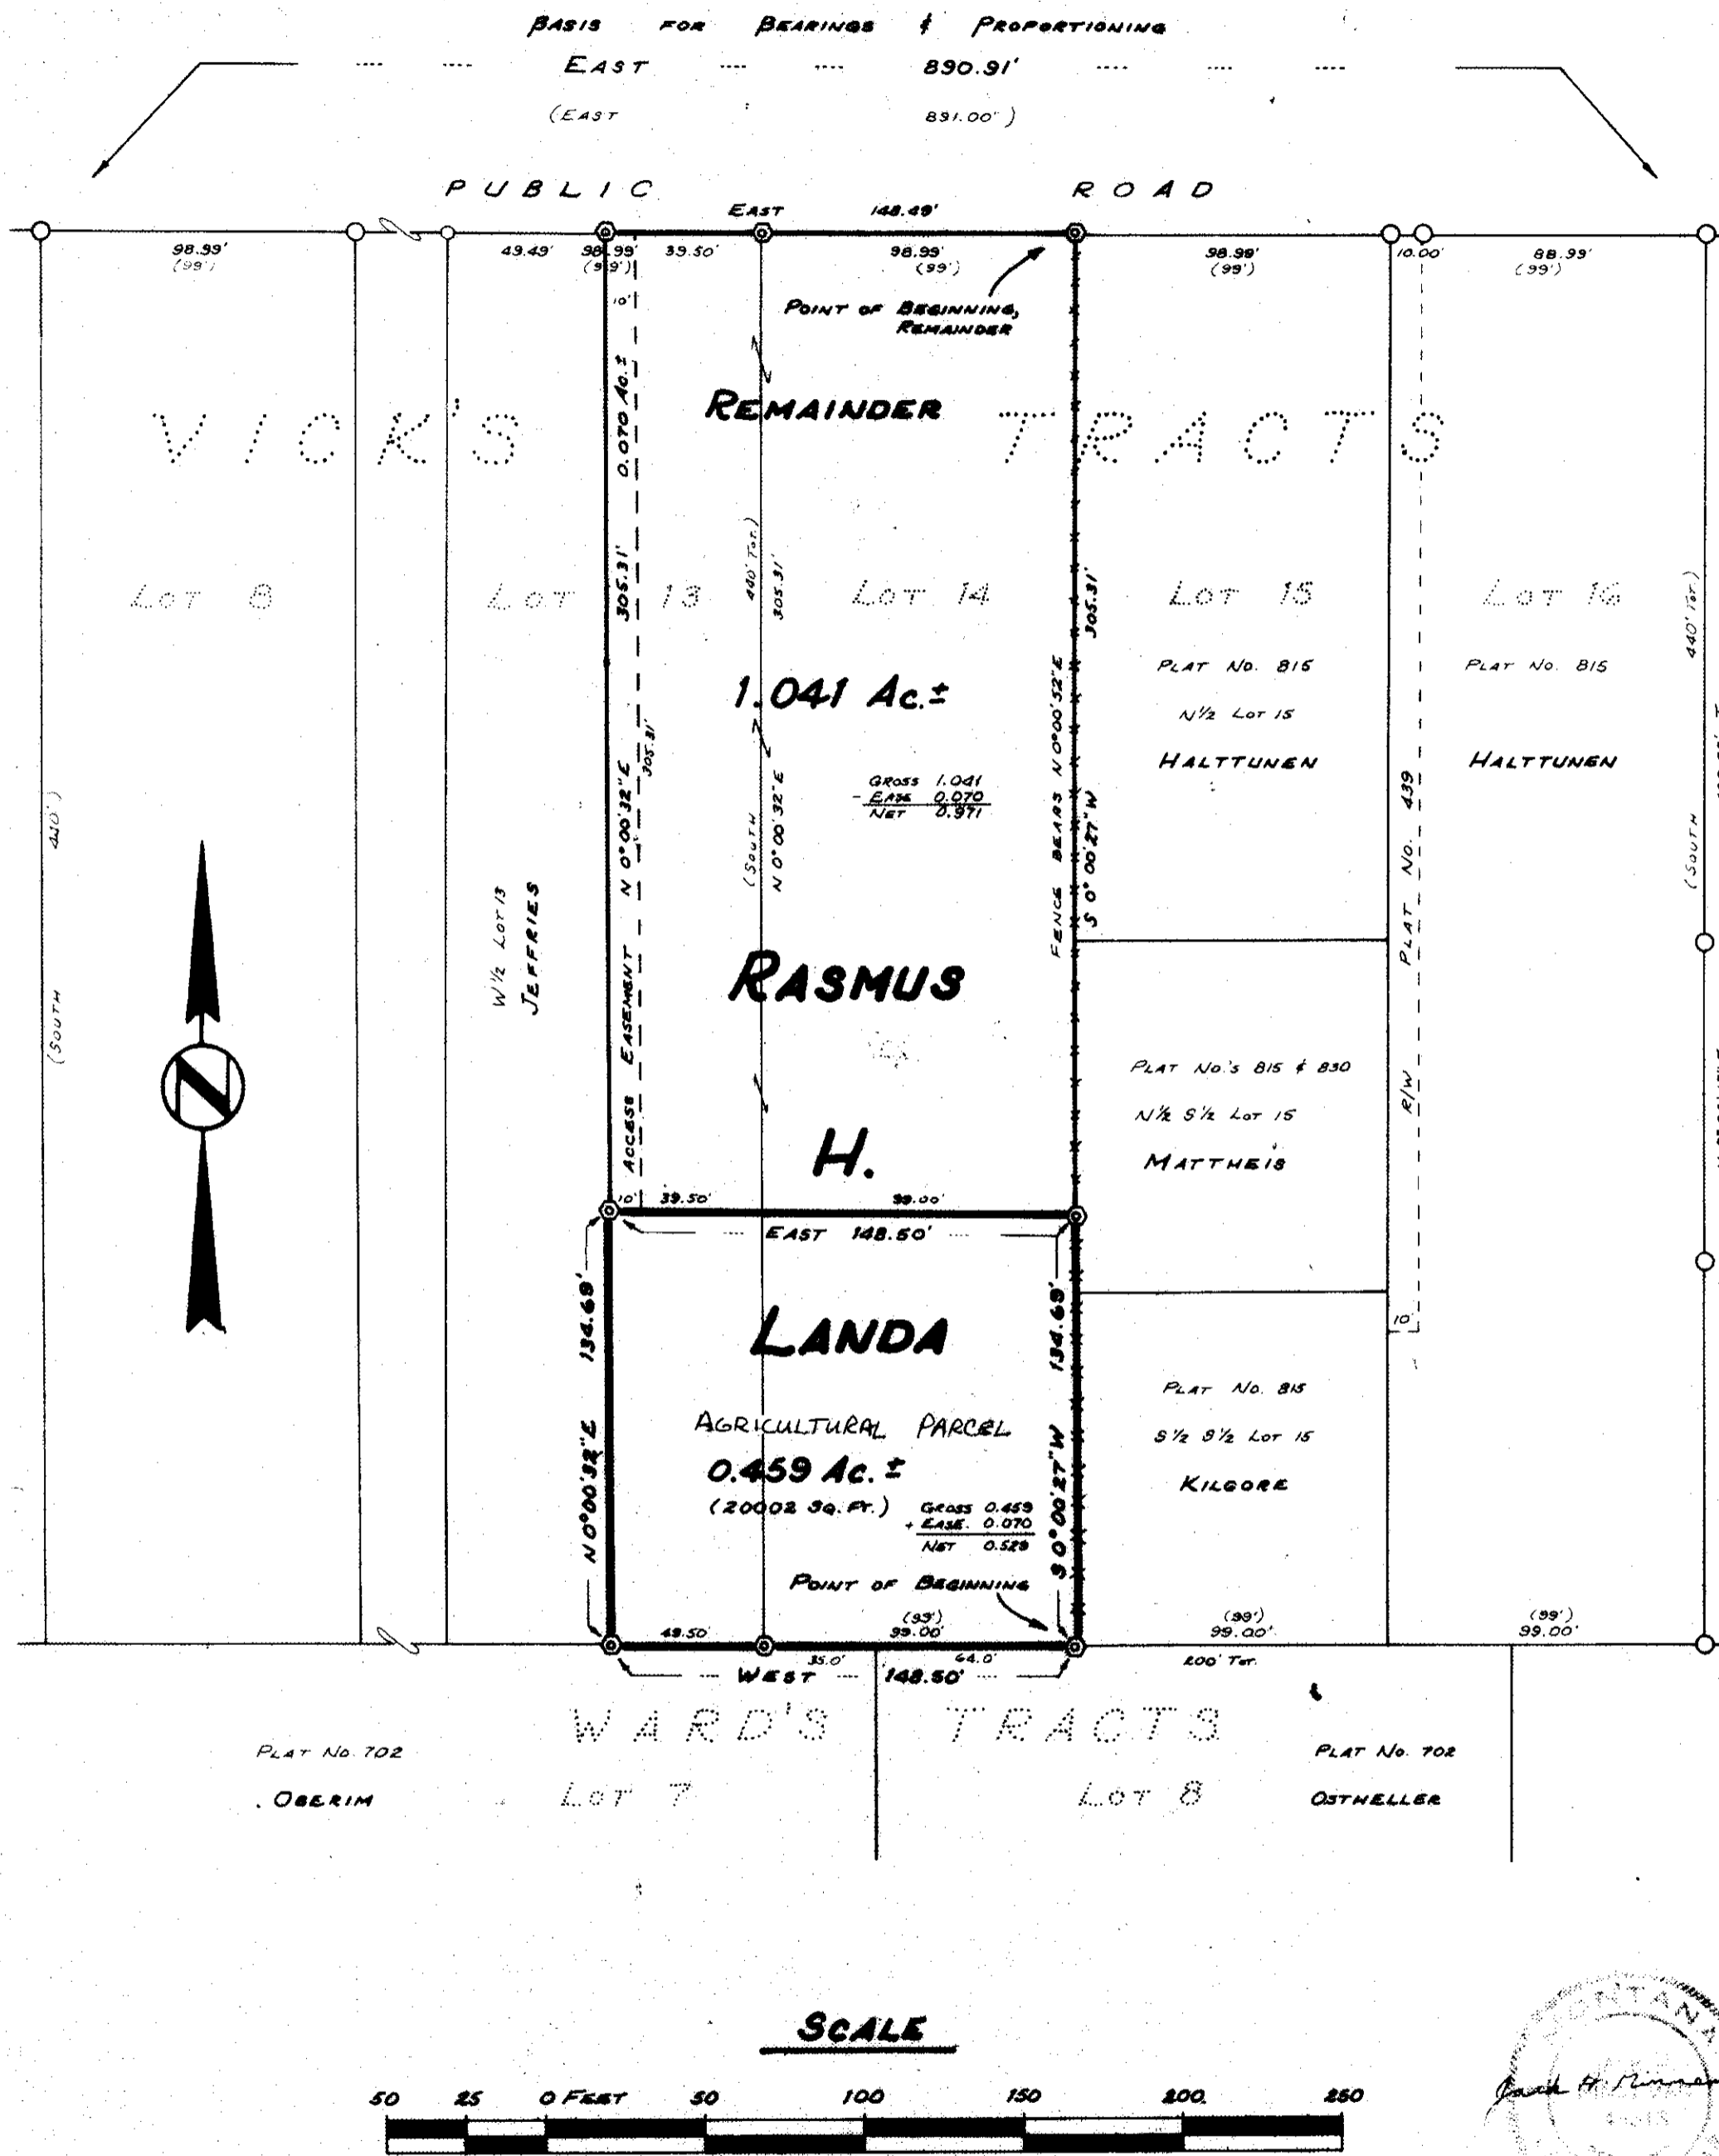 BASIS FOR BEARINGS & PROPORTIONING
EAST 890.91'
(EAST 891.00')
PUBLIC ROAD
EAST 148.49'
98.99' 49.49' 98.99' 39.50' 98.99' 98.99' 10.00' 88.99'
(99') (99') (99') (99') (99')
10'
POINT OF BEGINNING,
REMAINDER
REMAINDER
VICK'S TRACTS
0.070 Ac.±
305.31'
N 0°00'32"E
305.31'
ACCESS EASEMENT
440' TOT.)
305.31'
(SOUTH
N 0°00'32"E
305.31'
FENCE BEARS N 0°00'52"E
S 0°00'27"W
LOT 8 LOT 13 LOT 14 LOT 15 LOT 16
PLAT NO. 815
N½ LOT 15
HALTTUNEN
PLAT NO. 815
HALTTUNEN
440' TOT.)
(SOUTH
1.041 Ac.±
GROSS 1.041
- EASE 0.070
NET 0.971
440')
(SOUTH
W½ LOT 13
JEFFRIES
R/W PLAT NO. 439
RASMUS
N
PLAT NO.'S 815 & 830
N½ S½ LOT 15
MATTHEIS
H.
10' 39.50' 99.00'
EAST 148.50'
134.69'
N 0°00'32"E
134.69'
S 0°00'27"W
10'
LANDA
AGRICULTURAL PARCEL
0.459 Ac.±
(20002 SQ. FT.)
GROSS 0.459
+ EASE. 0.070
NET 0.529
PLAT NO. 815
S½ S½ LOT 15
KILGORE
POINT OF BEGINNING
(99') (99') (99')
49.50' 99.00' 99.00' 99.00'
35.0' 64.0' 200' TOT.
WEST 148.50'
WARD'S TRACTS
PLAT NO. 702 PLAT NO. 702
OBERIM LOT 7 LOT 8 OSTHELLER
SCALE
50 25 0 FEET 50 100 150 200 250
MONTANA
Jack H.